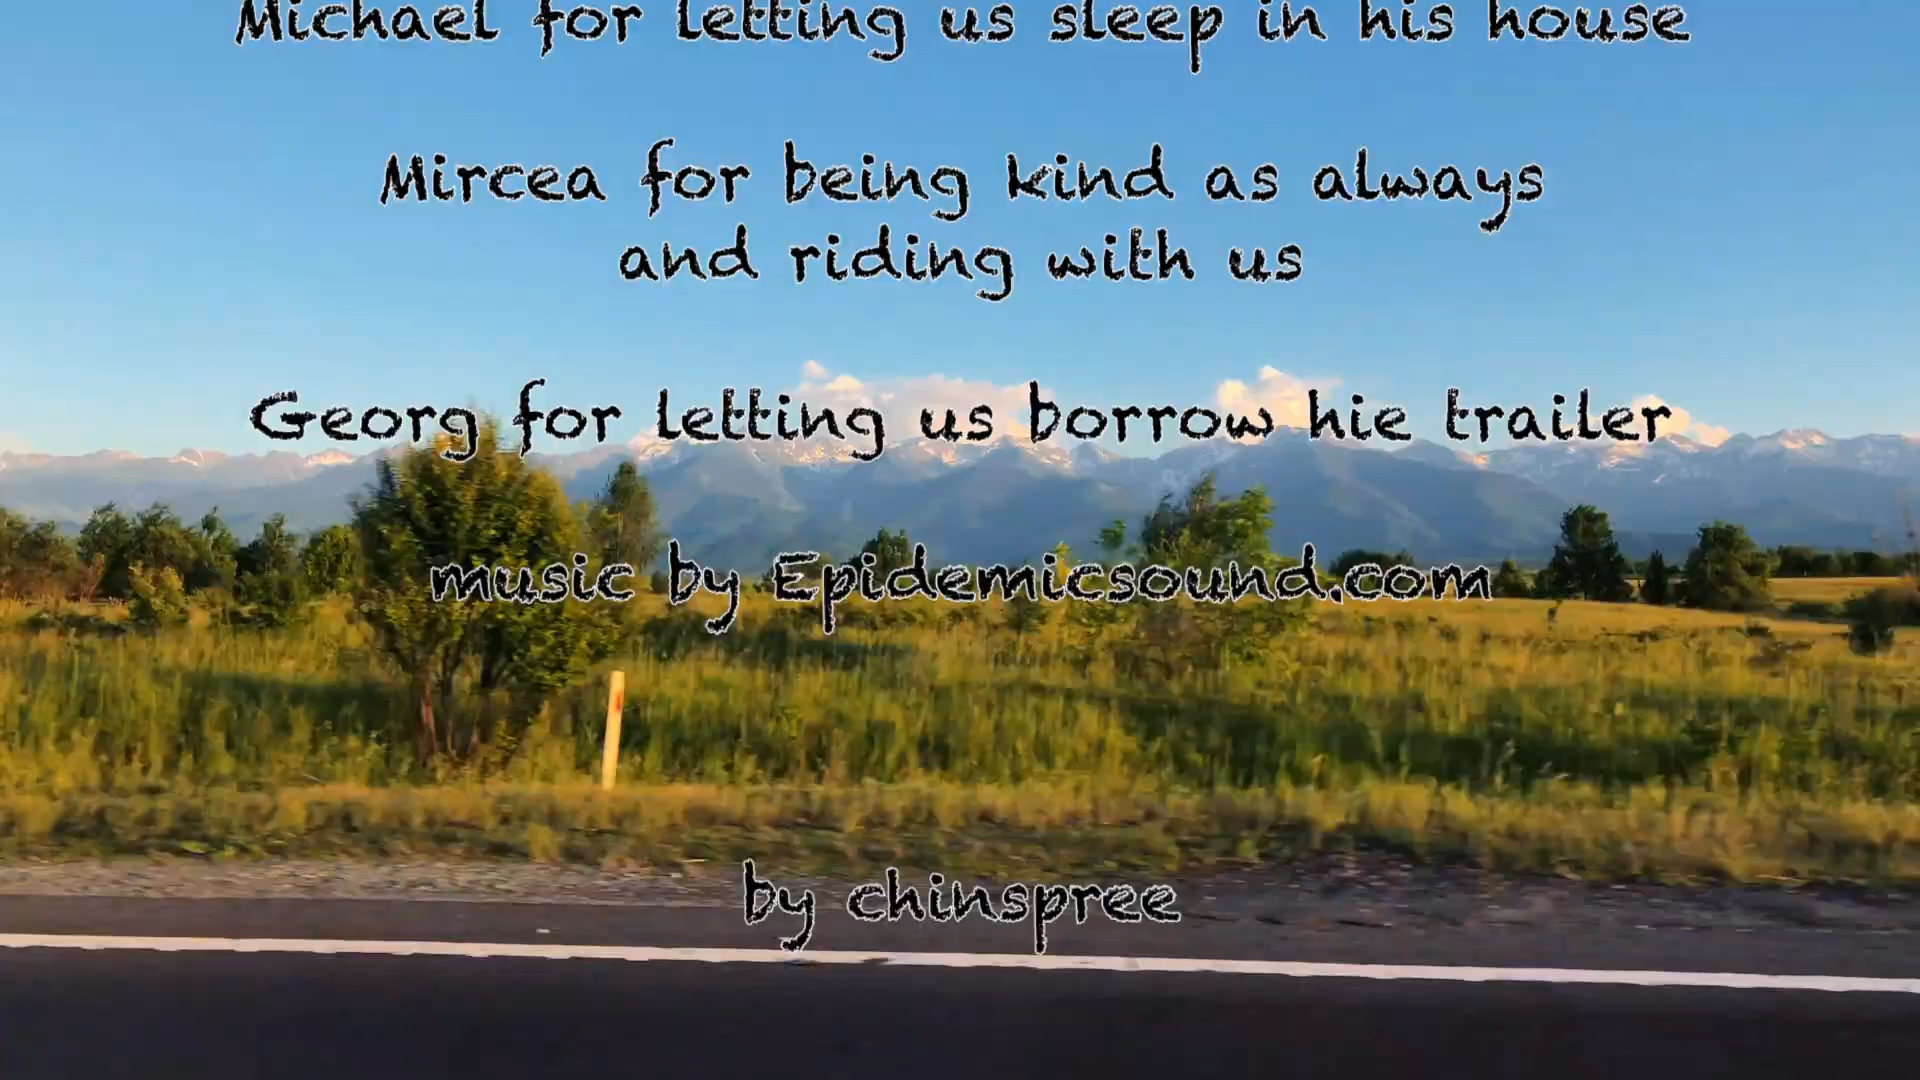 Michael for letting us sleep in his house
Mircea for being kind as always
and riding with us
Georg for letting us borrow hie trailer
music by Epidemicsound.com
by chinspree